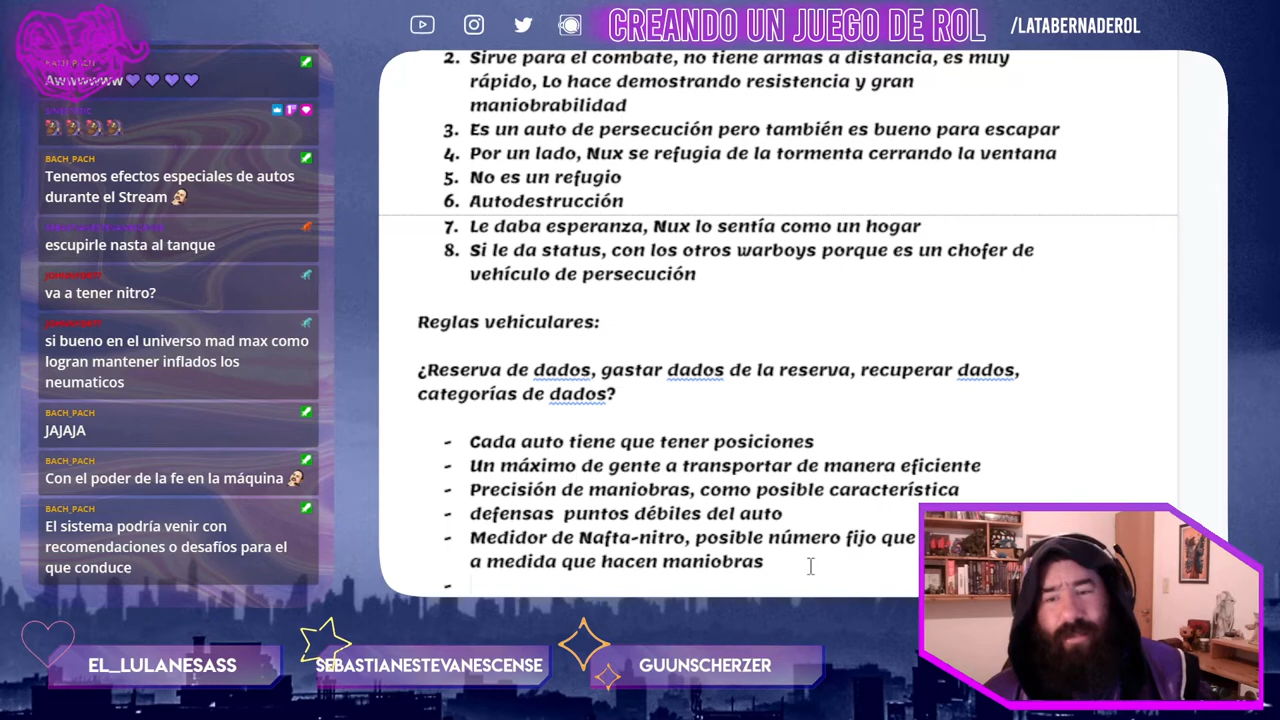 CREANDO UN JUEGO DE ROL
/LATABERNADEROL
BACH_PACH
Awwwwww
BACH_PACH
Tenemos efectos especiales de autos
durante el Stream
escupirle nasta al tanque
va a tener nitro?
si bueno en el universo mad max como
logran mantener inflados los
neumaticos
BACH_PACH
JAJAJA
BACH_PACH
Con el poder de la fe en la máquina
BACH_PACH
El sistema podría venir con
recomendaciones o desafíos para el
que conduce
2. Sirve para el combate, no tiene armas a distancia, es muy
rápido, Lo hace demostrando resistencia y gran
maniobrabilidad
3. Es un auto de persecución pero también es bueno para escapar
4. Por un lado, Nux se refugia de la tormenta cerrando la ventana
5. No es un refugio
6. Autodestrucción
7. Le daba esperanza, Nux lo sentía como un hogar
8. Si le da status, con los otros warboys porque es un chofer de
vehículo de persecución
Reglas vehiculares:
¿Reserva de dados, gastar dados de la reserva, recuperar dados,
categorías de dados?
- Cada auto tiene que tener posiciones
- Un máximo de gente a transportar de manera eficiente
- Precisión de maniobras, como posible característica
- defensas puntos débiles del auto
- Medidor de Nafta-nitro, posible número fijo que
a medida que hacen maniobras
-
EL_LULANESASS
SEBASTIANESTEVANESCENSE
GUUNSCHERZER